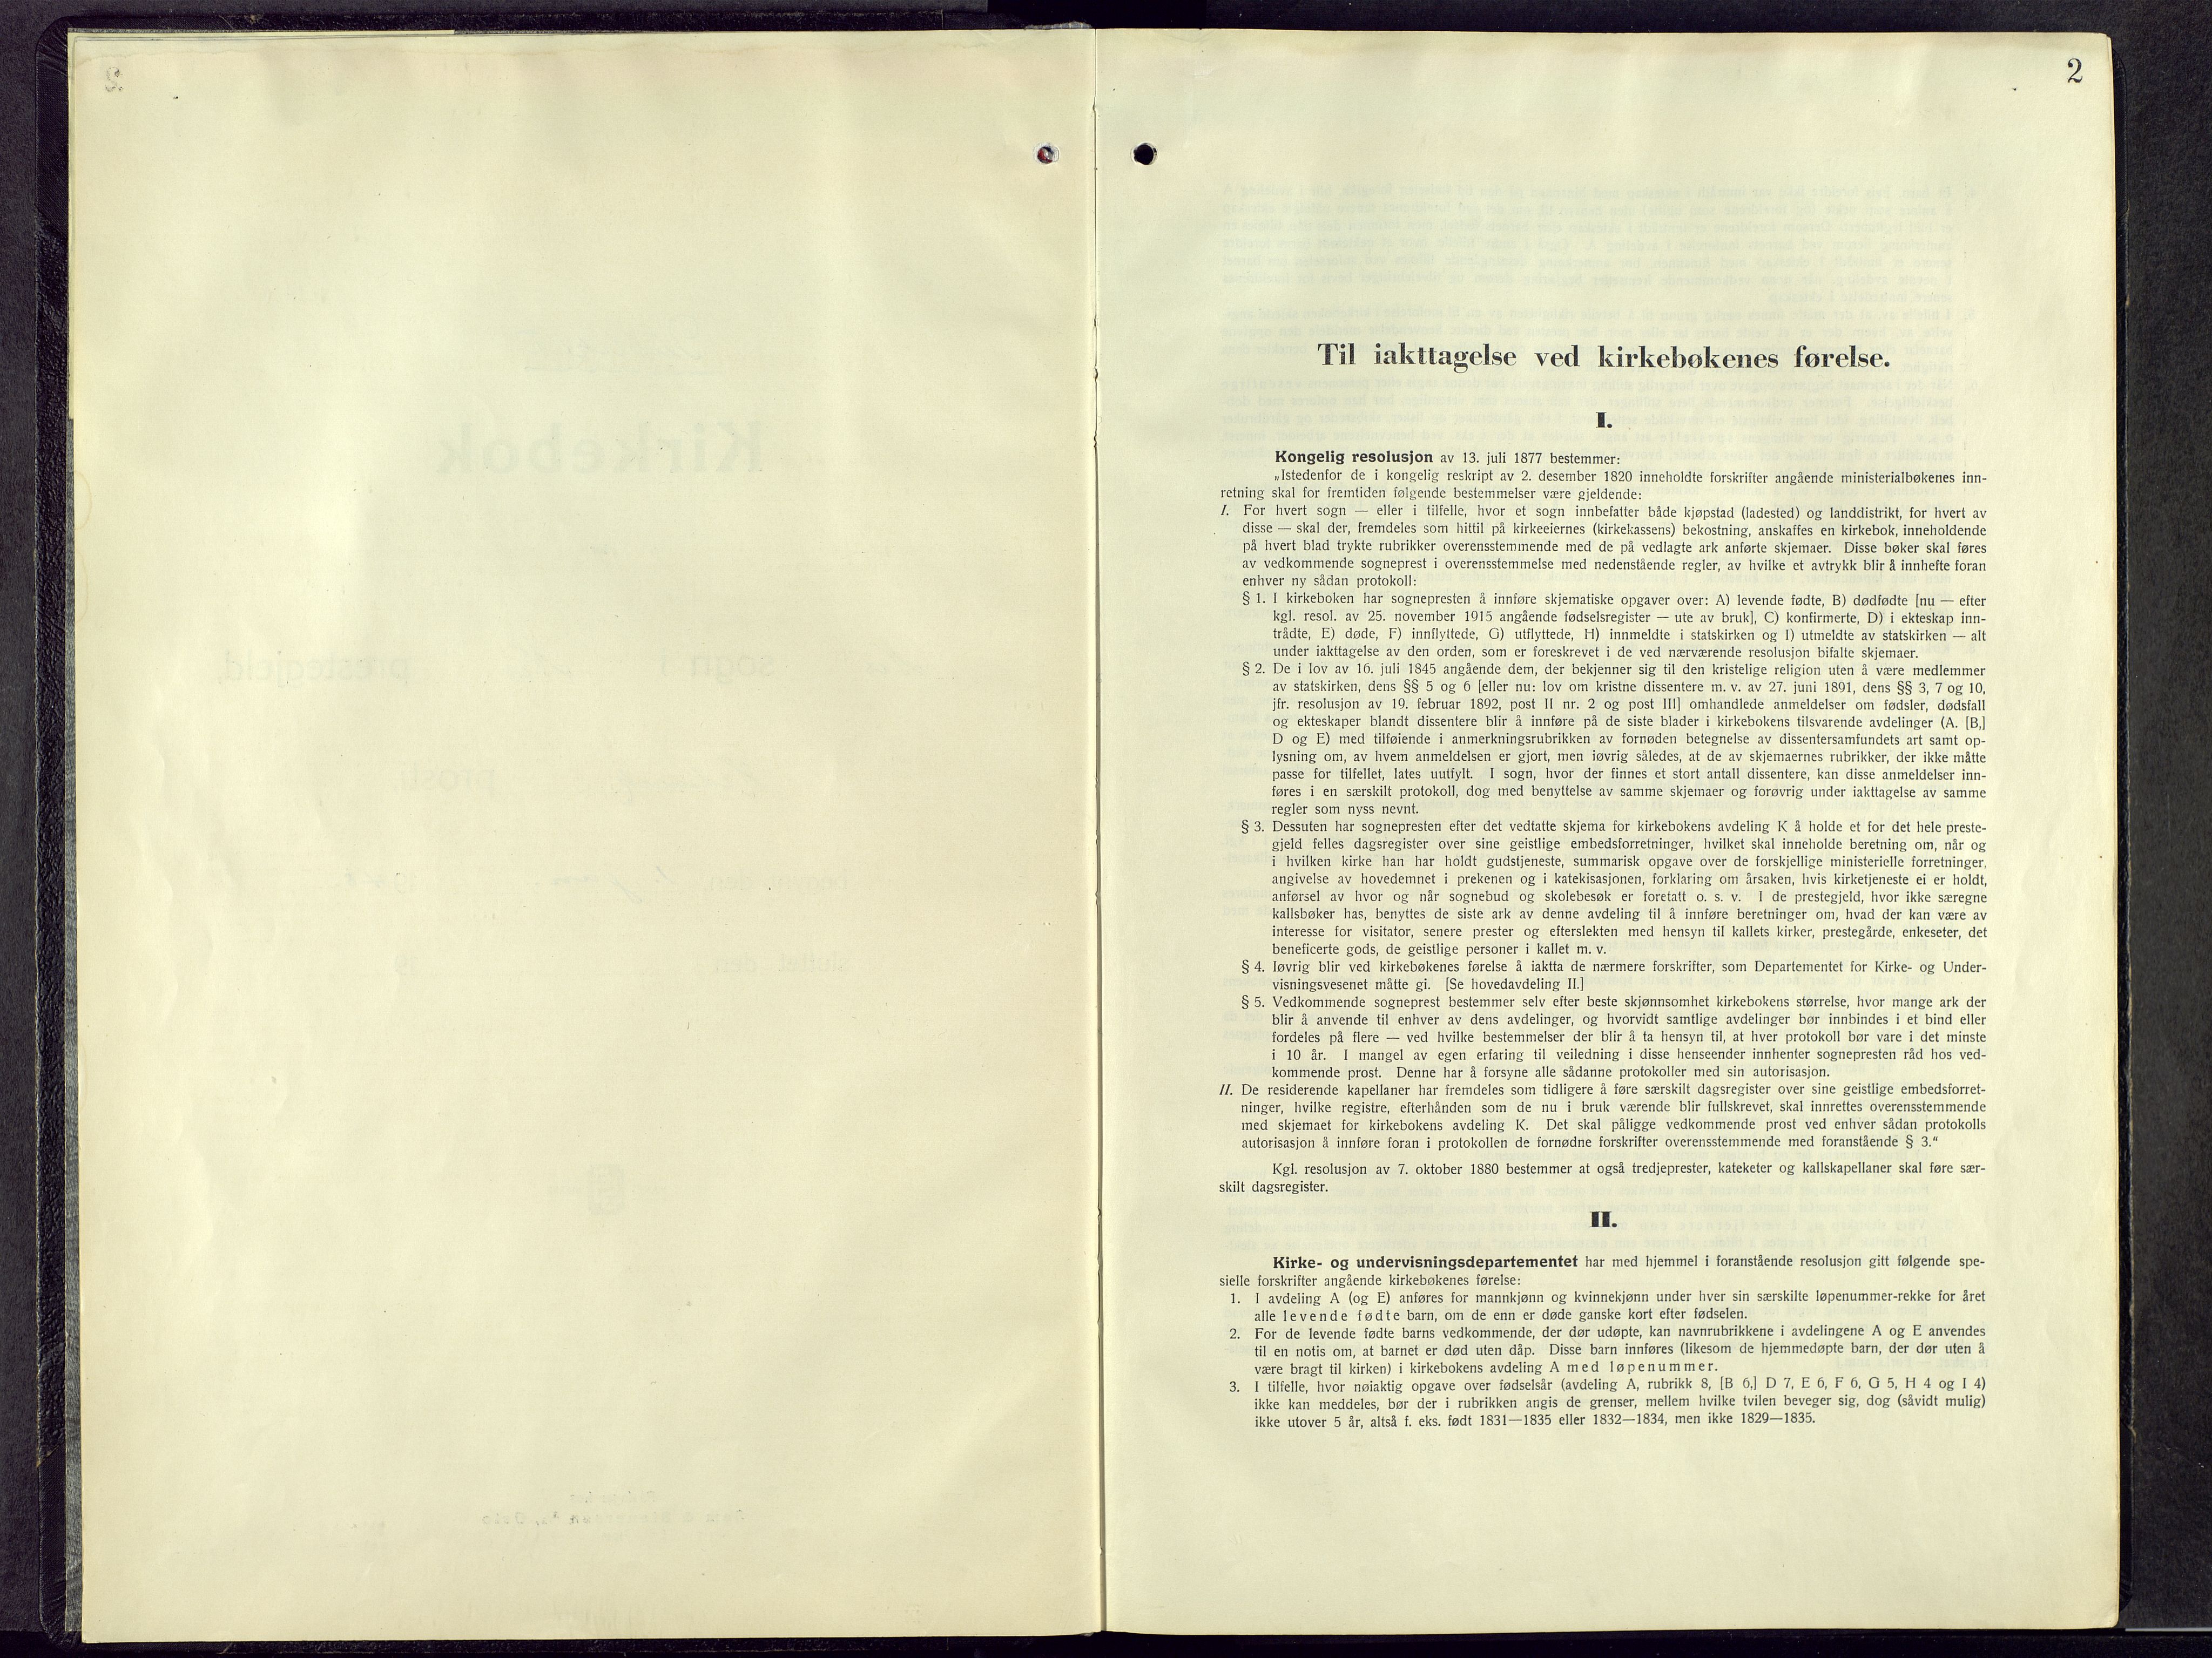 2
Til iakttagelse ved kirkebøkenes førelse.
I.
Kongelig resolusjon av 13. juli 1877 bestemmer:
„Istedenfor de i kongelig reskript av 2. desember 1820 inneholdte forskrifter angående ministerialbøkenes inn-
retning skal for fremtiden følgende bestemmelser være gjeldende:
I. For hvert sogn — eller i tilfelle, hvor et sogn innbefatter både kjøpstad (ladested) og landdistrikt, for hvert av
disse — skal der, fremdeles som hittil på kirkeeiernes (kirkekassens) bekostning, anskaffes en kirkebok, inneholdende
på hvert blad trykte rubrikker overensstemmende med de på vedlagte ark anførte skjemaer. Disse bøker skal føres
av vedkommende sogneprest i overensstemmelse med nedenstående regler, av hvilke et avtrykk blir å innhefte foran
enhver ny sådan protokoll:
§ 1. I kirkeboken har sognepresten å innføre skjematiske opgaver over: A) levende fødte, B) dødfødte [nu — efter
kgl. resol. av 25. november 1915 angående fødselsregister — ute av bruk], C) konfirmerte, D) i ekteskap inn-
trådte, E) døde, F) innflyttede, G) utflyttede, H) innmeldte i statskirken og I) utmeldte av statskirken — alt
under iakttagelse av den orden, som er foreskrevet i de ved nærværende resolusjon bifalte skjemaer.
§ 2. De i lov av 16. juli 1845 angående dem, der bekjenner sig til den kristelige religion uten å være medlemmer
av statskirken, dens §§ 5 og 6 [eller nu: lov om kristne dissentere m. v. av 27. juni 1891, dens §§ 3, 7 og 10,
jfr. resolusjon av 19. februar 1892, post II nr. 2 og post III] omhandlede anmeldelser om fødsler, dødsfall
og ekteskaper blandt dissentere blir å innføre på de siste blader i kirkebokens tilsvarende avdelinger (A. [B,]
D og E) med tilføiende i anmerkningsrubrikken av fornøden betegnelse av dissentersamfundets art samt op-
lysning om, av hvem anmeldelsen er gjort, men iøvrig således, at de av skjemaernes rubrikker, der ikke måtte
passe for tilfellet, lates uutfylt. I sogn, hvor der finnes et stort antall dissentere, kan disse anmeldelser inn-
føres i en særskilt protokoll, dog med benyttelse av samme skjemaer og forøvrig under iakttagelse av samme
regler som nyss nevnt.
§ 3. Dessuten har sognepresten efter det vedtatte skjema for kirkebokens avdeling K å holde et for det hele preste-
gjeld felles dagsregister over sine geistlige embedsforretninger, hvilket skal inneholde beretning om, når og
i hvilken kirke han har holdt gudstjeneste, summarisk opgave over de forskjellige ministerielle forretninger,
angivelse av hovedemnet i prekenen og i katekisasjonen, forklaring om årsaken, hvis kirketjeneste ei er holdt,
anførsel av hvor og når sognebud og skolebesøk er foretatt o. s. v. I de prestegjeld, hvor ikke særegne
kallsbøker has, benyttes de siste ark av denne avdeling til å innføre beretninger om, hvad der kan være av
interesse for visitator, senere prester og efterslekten med hensyn til kallets kirker, prestegårde, enkeseter, det
beneficerte gods, de geistlige personer i kallet m. v.
§ 4. Iøvrig blir ved kirkebøkenes førelse å iaktta de nærmere forskrifter, som Departementet for Kirke- og Under-
visningsvesenet måtte gi. [Se hovedavdeling II.]
§ 5. Vedkommende sogneprest bestemmer selv efter beste skjønnsomhet kirkebokens størrelse, hvor mange ark der
blir å anvende til enhver av dens avdelinger, og hvorvidt samtlige avdelinger bør innbindes i et bind eller
fordeles på flere — ved hvilke bestemmelser der blir å ta hensyn til, at hver protokoll bør vare i det minste
i 10 år. I mangel av egen erfaring til veiledning i disse henseender innhenter sognepresten råd hos ved-
kommende prost. Denne har å forsyne alle sådanne protokoller med sin autorisasjon.
II. De residerende kapellaner har fremdeles som tidligere å føre særskilt dagsregister over sine geistlige embedsforret-
ninger, hvilke registre, efterhånden som de nu i bruk værende blir fullskrevet, skal innrettes overensstemmende
med skjemaet for kirkebokens avdeling K. Det skal påligge vedkommende prost ved enhver sådan protokolls
autorisasjon å innføre foran i protokollen de fornødne forskrifter overensstemmende med foranstående § 3.“
Kgl. resolusjon av 7. oktober 1880 bestemmer at også tredjeprester, kateketer og kallskapellaner skal føre sær-
skilt dagsregister.
II.
Kirke- og undervisningsdepartementet har med hjemmel i foranstående resolusjon gitt følgende spe-
sielle forskrifter angående kirkebøkenes førelse:
1. I avdeling A (og E) anføres for mannkjønn og kvinnekjønn under hver sin særskilte løpenummer-rekke for året
alle levende fødte barn, om de enn er døde ganske kort efter fødselen.
2. For de levende fødte barns vedkommende, der dør udøpte, kan navnrubrikkene i avdelingene A og E anvendes
til en notis om, at barnet er død uten dåp. Disse barn innføres (likesom de hjemmedøpte barn, der dør uten å
være bragt til kirken) i kirkebokens avdeling A med løpenummer.
3. I tilfelle, hvor nøiaktig opgave over fødselsår (avdeling A, rubrikk 8, [B 6,] D 7, E 6, F 6, G 5, H 4 og I 4)
ikke kan meddeles, bør der i rubrikken angis de grenser, mellem hvilke tvilen beveger sig, dog (såvidt mulig)
ikke utover 5 år, altså f. eks. født 1831—1835 eller 1832—1834, men ikke 1829—1835.